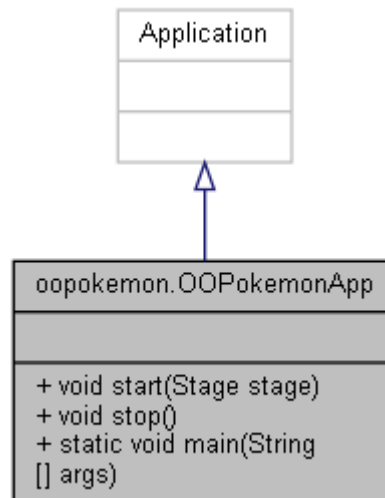 Application
oopokemon.OOPokemonApp
+ void start(Stage stage)
+ void stop()
+ static void main(String
[] args)